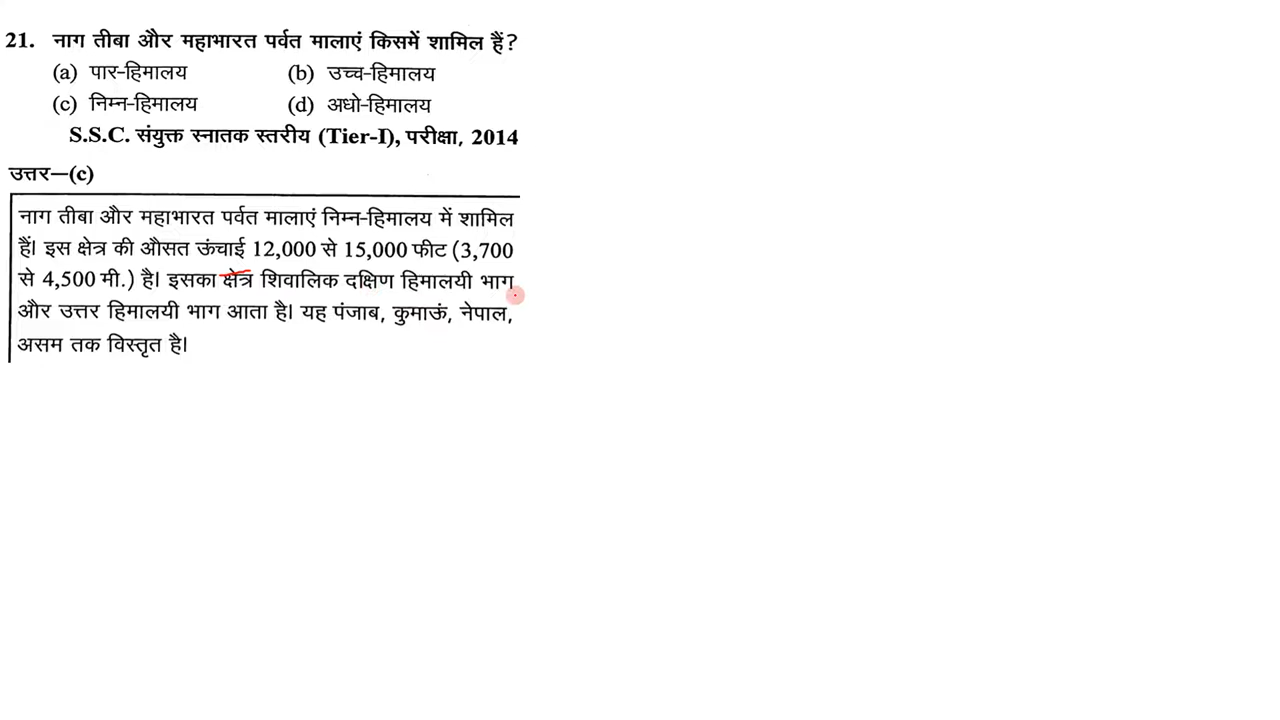 21. नाग तीबा और महाभारत पर्वत मालाएं किसमें शामिल हैं?
(a) पार-हिमालय (b) उच्च-हिमालय
(c) निम्न-हिमालय (d) अधो-हिमालय
S.S.C. संयुक्त स्नातक स्तरीय (Tier-I), परीक्षा, 2014
उत्तर—(c)
नाग तीबा और महाभारत पर्वत मालाएं निम्न-हिमालय में शामिल
हैं। इस क्षेत्र की औसत ऊंचाई 12,000 से 15,000 फीट (3,700
से 4,500 मी.) है। इसका क्षेत्र शिवालिक दक्षिण हिमालयी भाग
और उत्तर हिमालयी भाग आता है। यह पंजाब, कुमाऊं, नेपाल,
असम तक विस्तृत है।